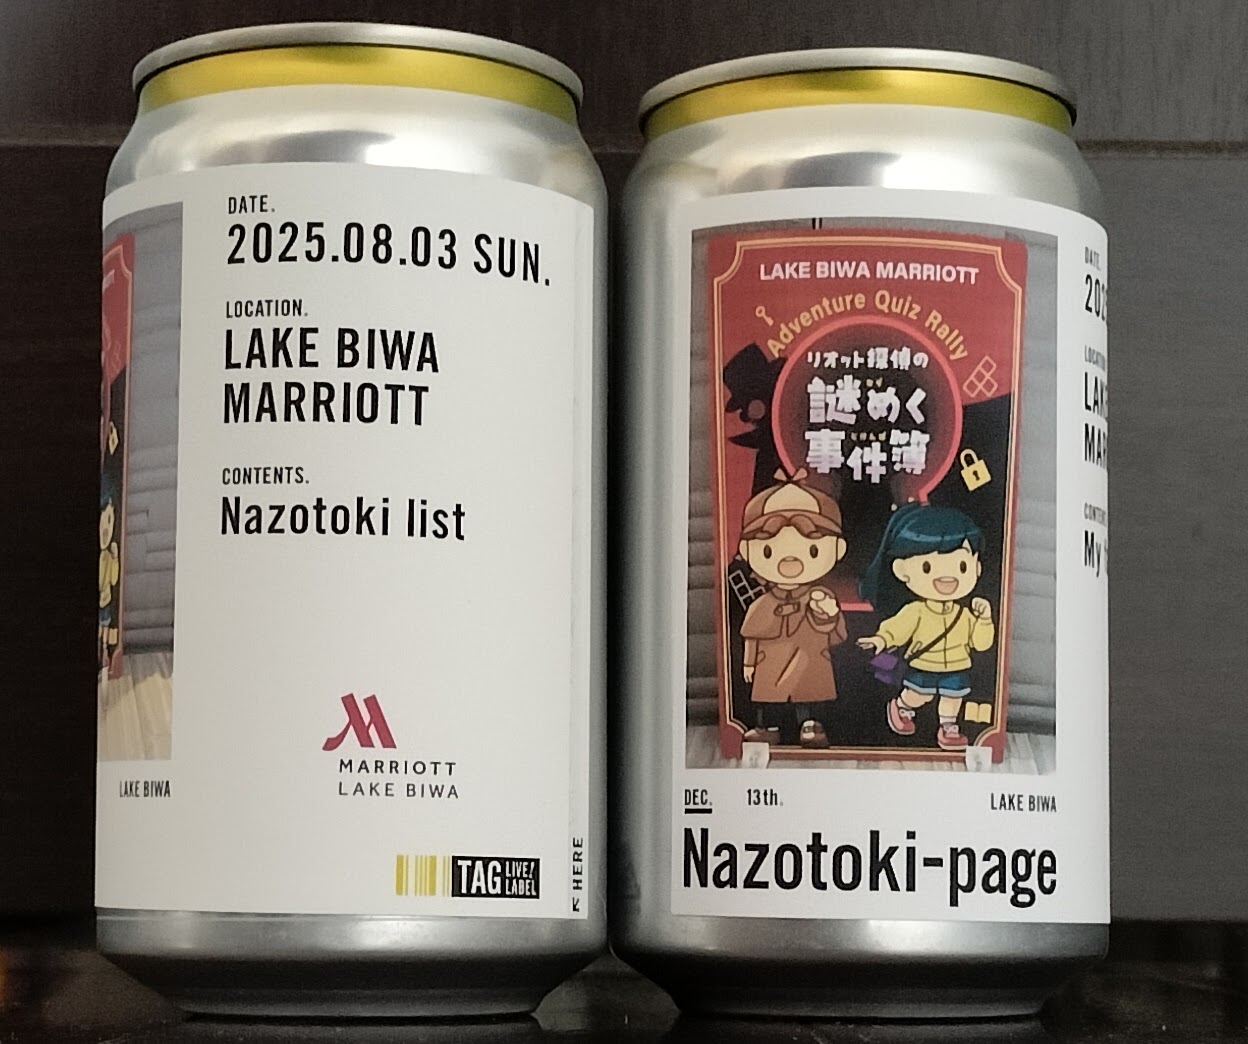 DATE.
2025.08.03 SUN.
LOCATION.
LAKE BIWA
MARRIOTT
CONTENTS.
Nazotoki list
MARRIOTT
LAKE BIWA
TAG LIVE/
LABEL
HERE
LAKE BIWA
LAKE BIWA MARRIOTT
Adventure Quiz Rally
リオット探偵の
謎めく
事件簿
DEC. 13th. LAKE BIWA
Nazotoki-page
DATE.
My